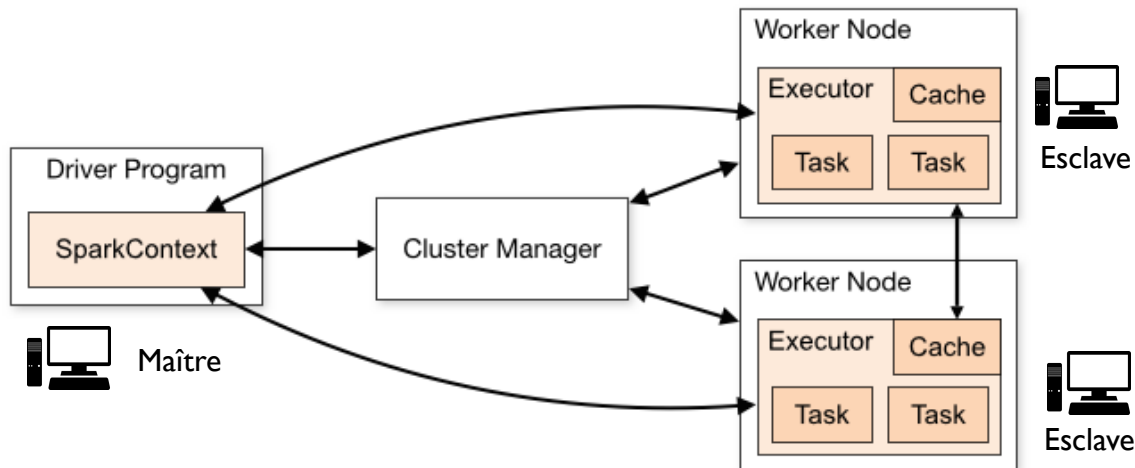 Driver Program
SparkContext
Maître
Cluster Manager
Worker Node
Executor
Cache
Task
Task
Esclave
Worker Node
Executor
Cache
Task
Task
Esclave